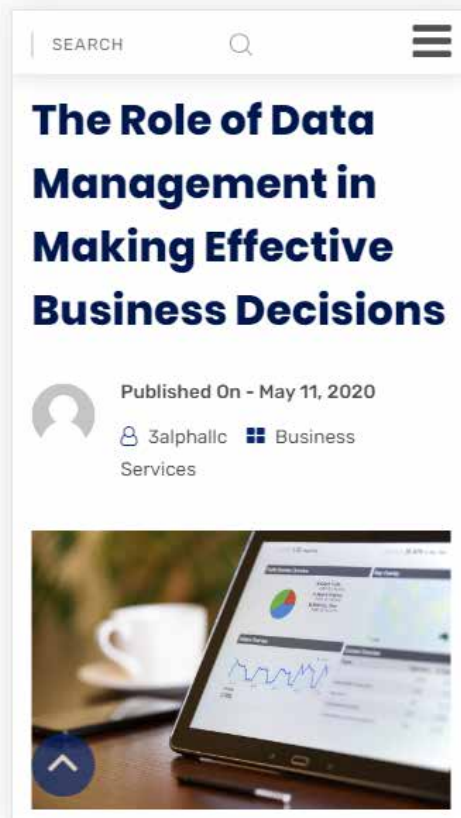 SEARCH
The Role of Data
Management in
Making Effective
Business Decisions
Published On - May 11, 2020
3alphallc Business
Services